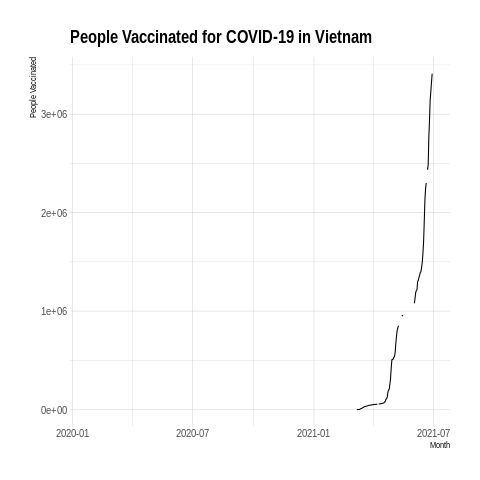 People Vaccinated for COVID-19 in Vietnam
People Vaccinated
3e+06
2e+06
1e+06
0e+00
2020-01 2020-07 2021-01 2021-07
Month